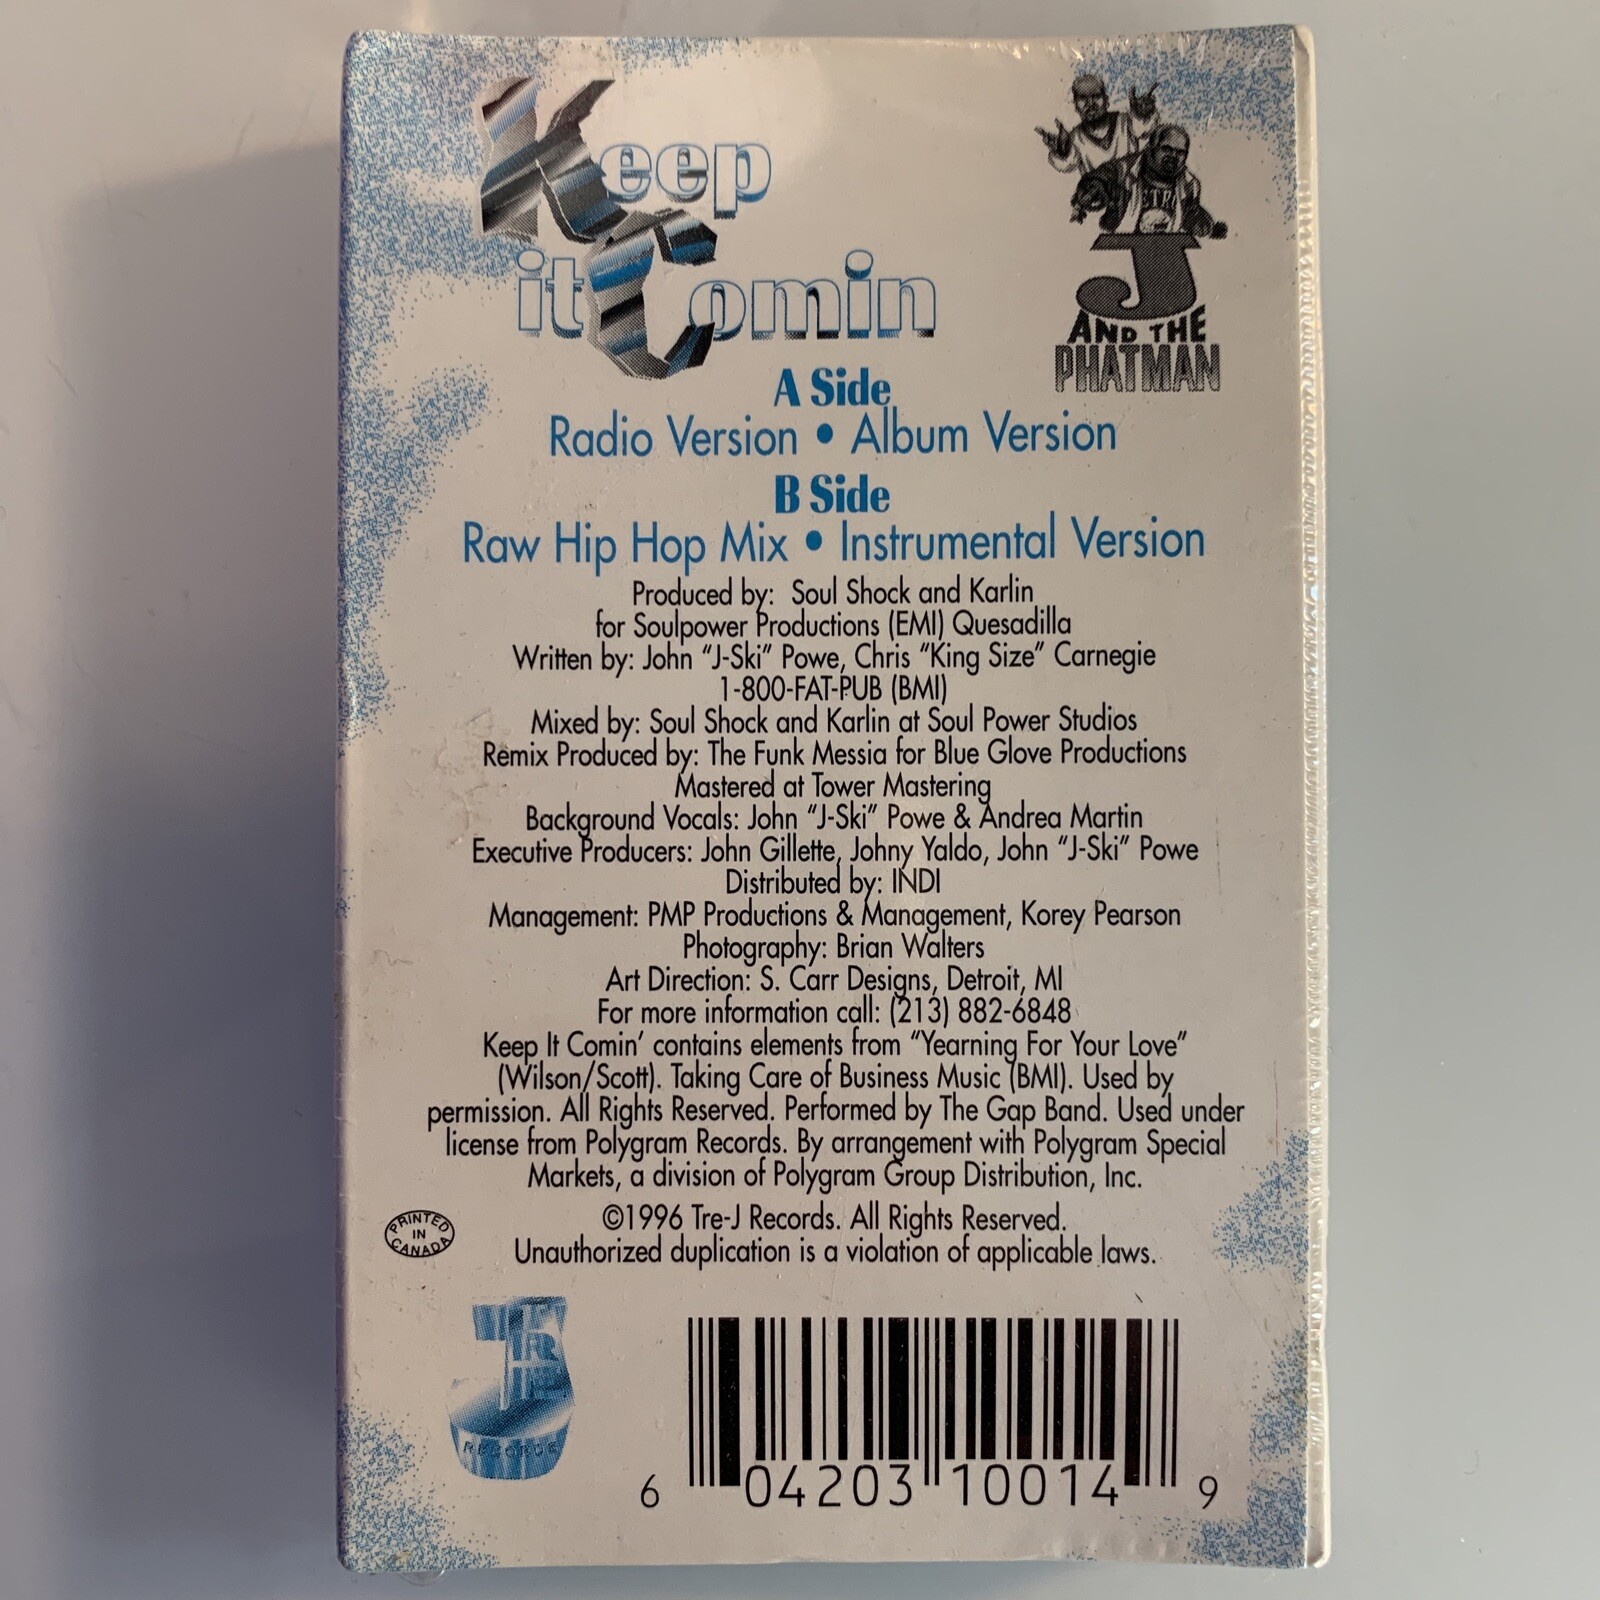 Keep
it Comin
J
AND THE
PHATMAN
A Side
Radio Version • Album Version
B Side
Raw Hip Hop Mix • Instrumental Version
Produced by: Soul Shock and Karlin
for Soulpower Productions (EMI) Quesadilla
Written by: John "J-Ski" Powe, Chris "King Size" Carnegie
1-800-FAT-PUB (BMI)
Mixed by: Soul Shock and Karlin at Soul Power Studios
Remix Produced by: The Funk Messia for Blue Glove Productions
Mastered at Tower Mastering
Background Vocals: John "J-Ski" Powe & Andrea Martin
Executive Producers: John Gillette, Johny Yaldo, John "J-Ski" Powe
Distributed by: INDI
Management: PMP Productions & Management, Korey Pearson
Photography: Brian Walters
Art Direction: S. Carr Designs, Detroit, MI
For more information call: (213) 882-6848
Keep It Comin' contains elements from "Yearning For Your Love"
(Wilson/Scott). Taking Care of Business Music (BMI). Used by
permission. All Rights Reserved. Performed by The Gap Band. Used under
license from Polygram Records. By arrangement with Polygram Special
Markets, a division of Polygram Group Distribution, Inc.
©1996 Tre-J Records. All Rights Reserved.
Unauthorized duplication is a violation of applicable laws.
PRINTED
IN
CANADA
TRE
J
RECORDS
6 04203 10014 9